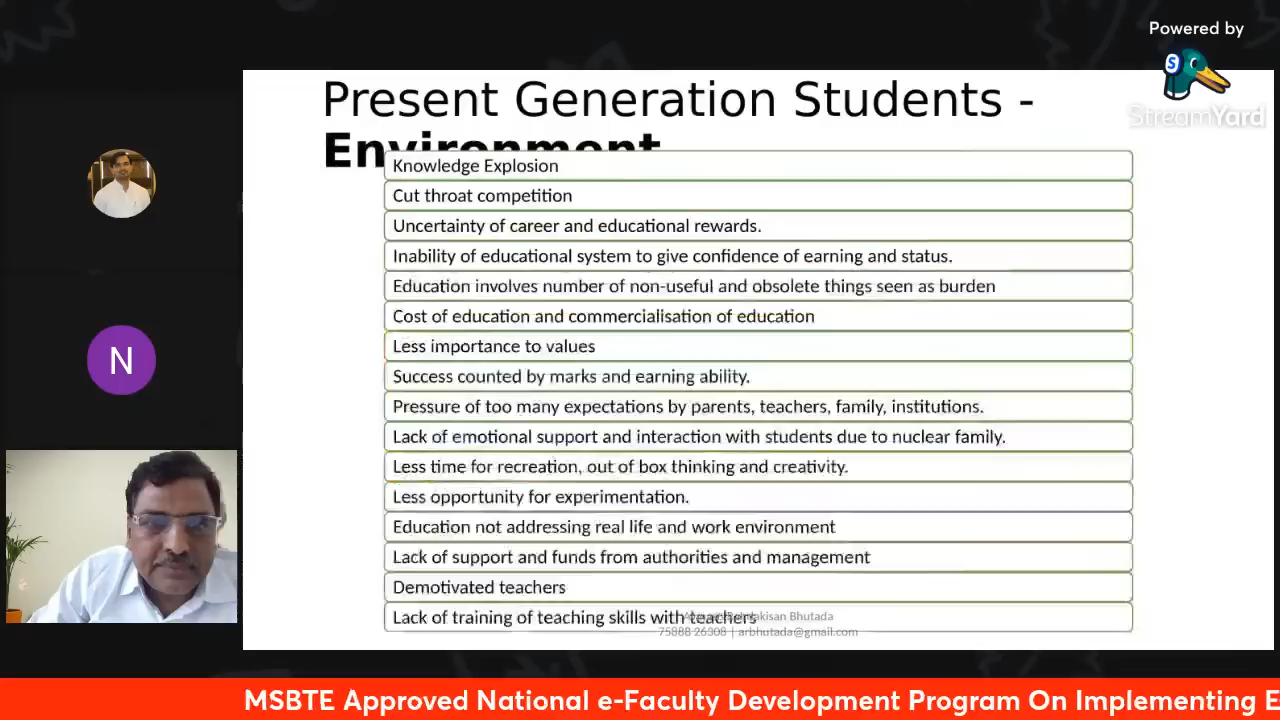 Powered by
StreamYard
Present Generation Students -
Environment
Knowledge Explosion
Cut throat competition
Uncertainty of career and educational rewards.
Inability of educational system to give confidence of earning and status.
Education involves number of non-useful and obsolete things seen as burden
Cost of education and commercialisation of education
Less importance to values
Success counted by marks and earning ability.
Pressure of too many expectations by parents, teachers, family, institutions.
Lack of emotional support and interaction with students due to nuclear family.
Less time for recreation, out of box thinking and creativity.
Less opportunity for experimentation.
Education not addressing real life and work environment
Lack of support and funds from authorities and management
Demotivated teachers
Lack of training of teaching skills with teachers
Bhutada
75888 26308 | arbhutada@gmail.com
N
MSBTE Approved National e-Faculty Development Program On Implementing E